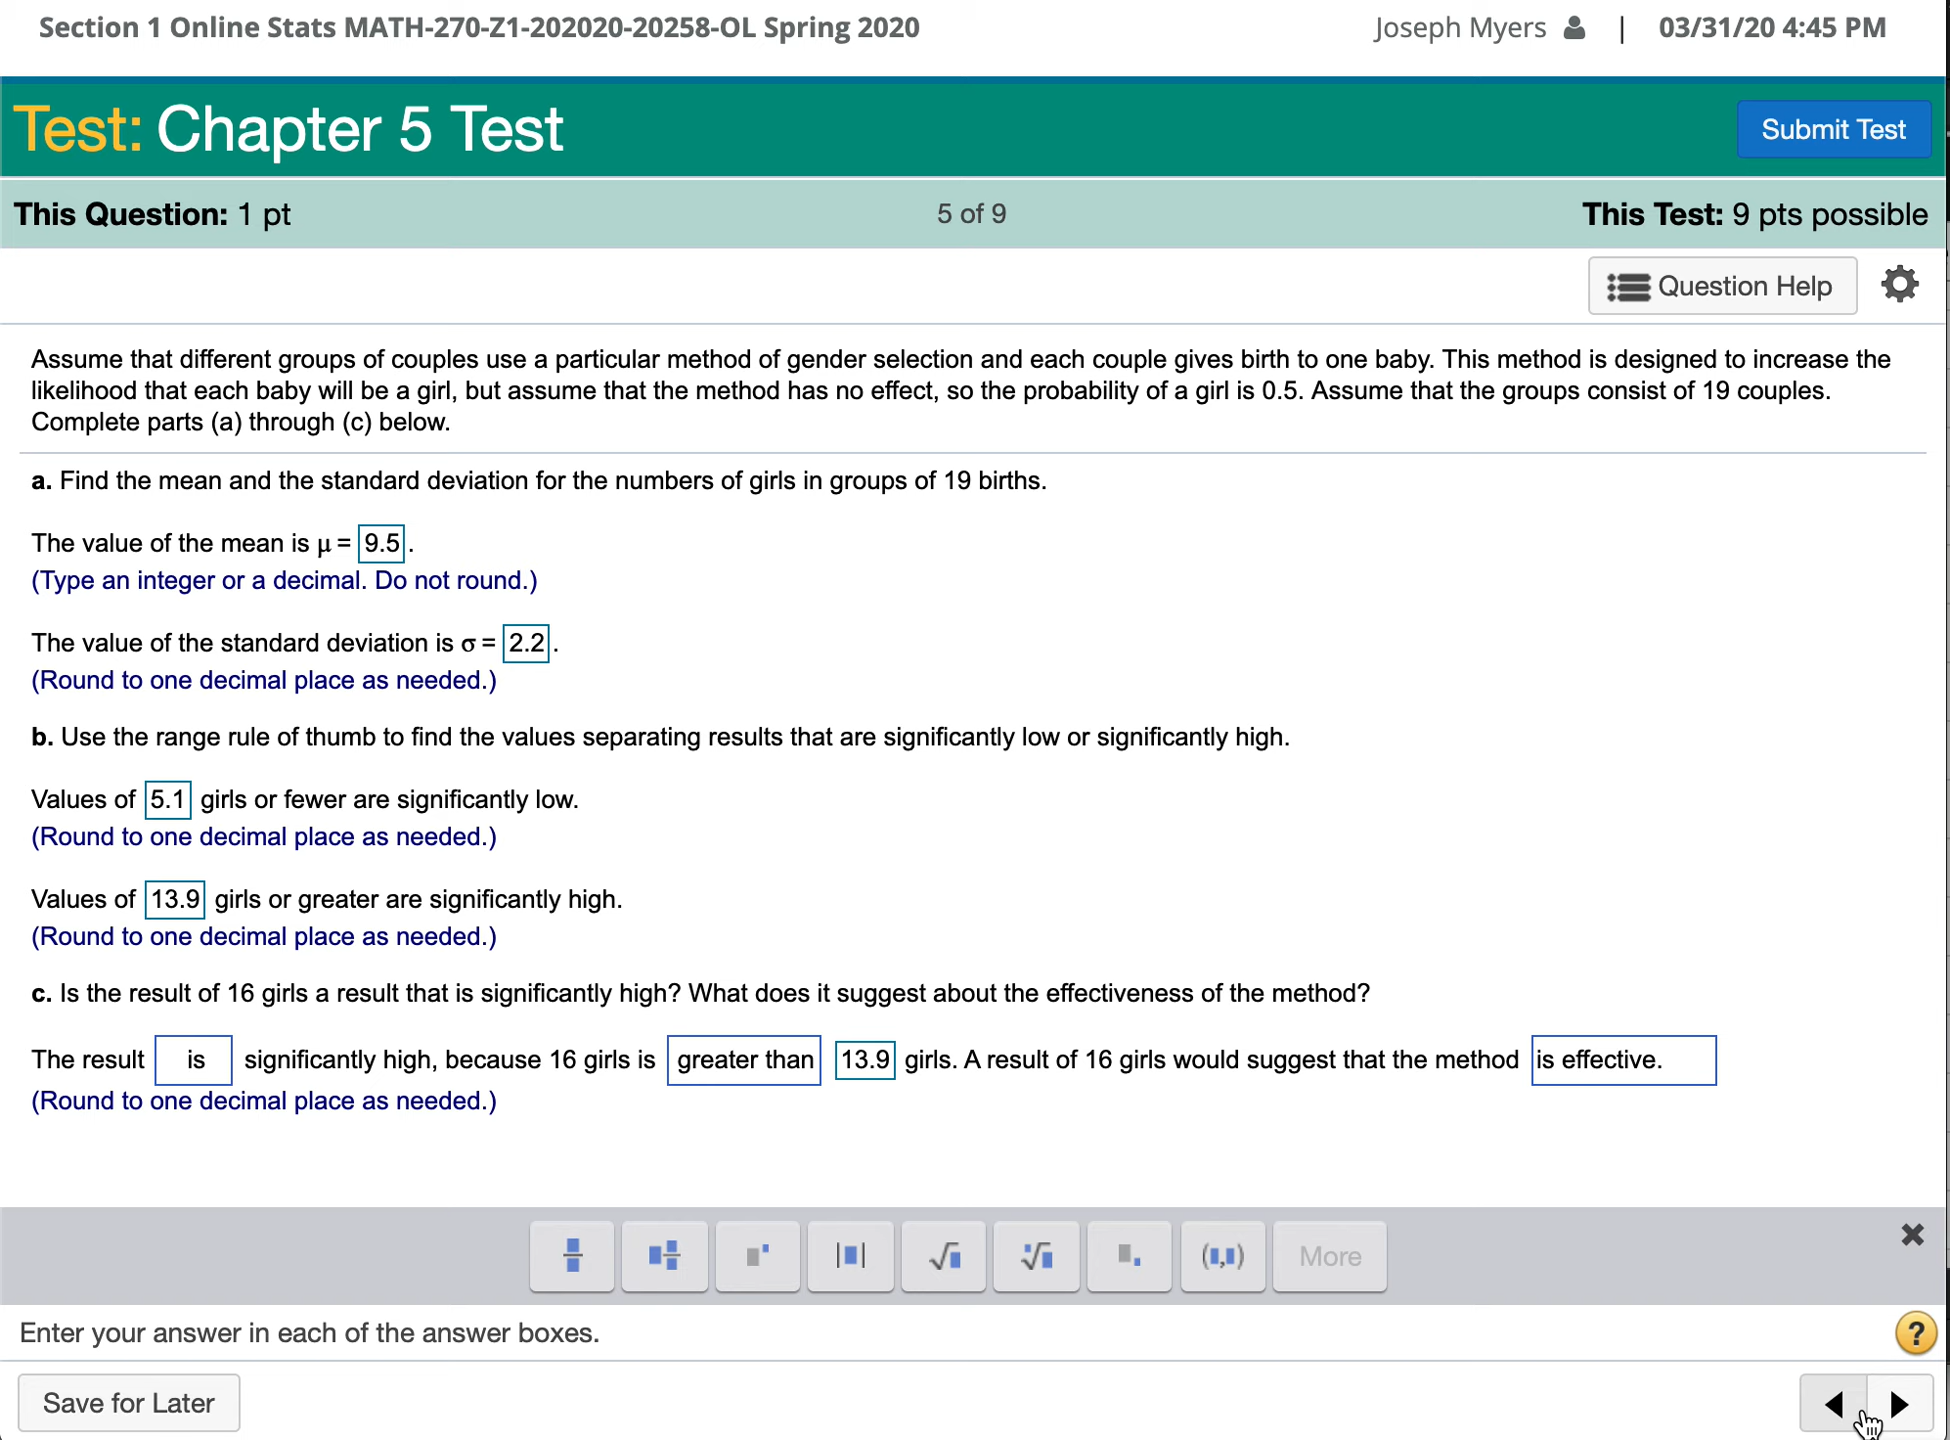 Section 1 Online Stats MATH-270-Z1-202020-20258-OL Spring 2020 Joseph Myers | 03/31/20 4:45 PM
Test: Chapter 5 Test Submit Test
This Question: 1 pt 5 of 9 This Test: 9 pts possible
Question Help
Assume that different groups of couples use a particular method of gender selection and each couple gives birth to one baby. This method is designed to increase the
likelihood that each baby will be a girl, but assume that the method has no effect, so the probability of a girl is 0.5. Assume that the groups consist of 19 couples.
Complete parts (a) through (c) below.
a. Find the mean and the standard deviation for the numbers of girls in groups of 19 births.
The value of the mean is μ = 9.5.
(Type an integer or a decimal. Do not round.)
The value of the standard deviation is σ = 2.2.
(Round to one decimal place as needed.)
b. Use the range rule of thumb to find the values separating results that are significantly low or significantly high.
Values of 5.1 girls or fewer are significantly low.
(Round to one decimal place as needed.)
Values of 13.9 girls or greater are significantly high.
(Round to one decimal place as needed.)
c. Is the result of 16 girls a result that is significantly high? What does it suggest about the effectiveness of the method?
The result is significantly high, because 16 girls is greater than 13.9 girls. A result of 16 girls would suggest that the method is effective.
(Round to one decimal place as needed.)
More
Enter your answer in each of the answer boxes.
?
Save for Later